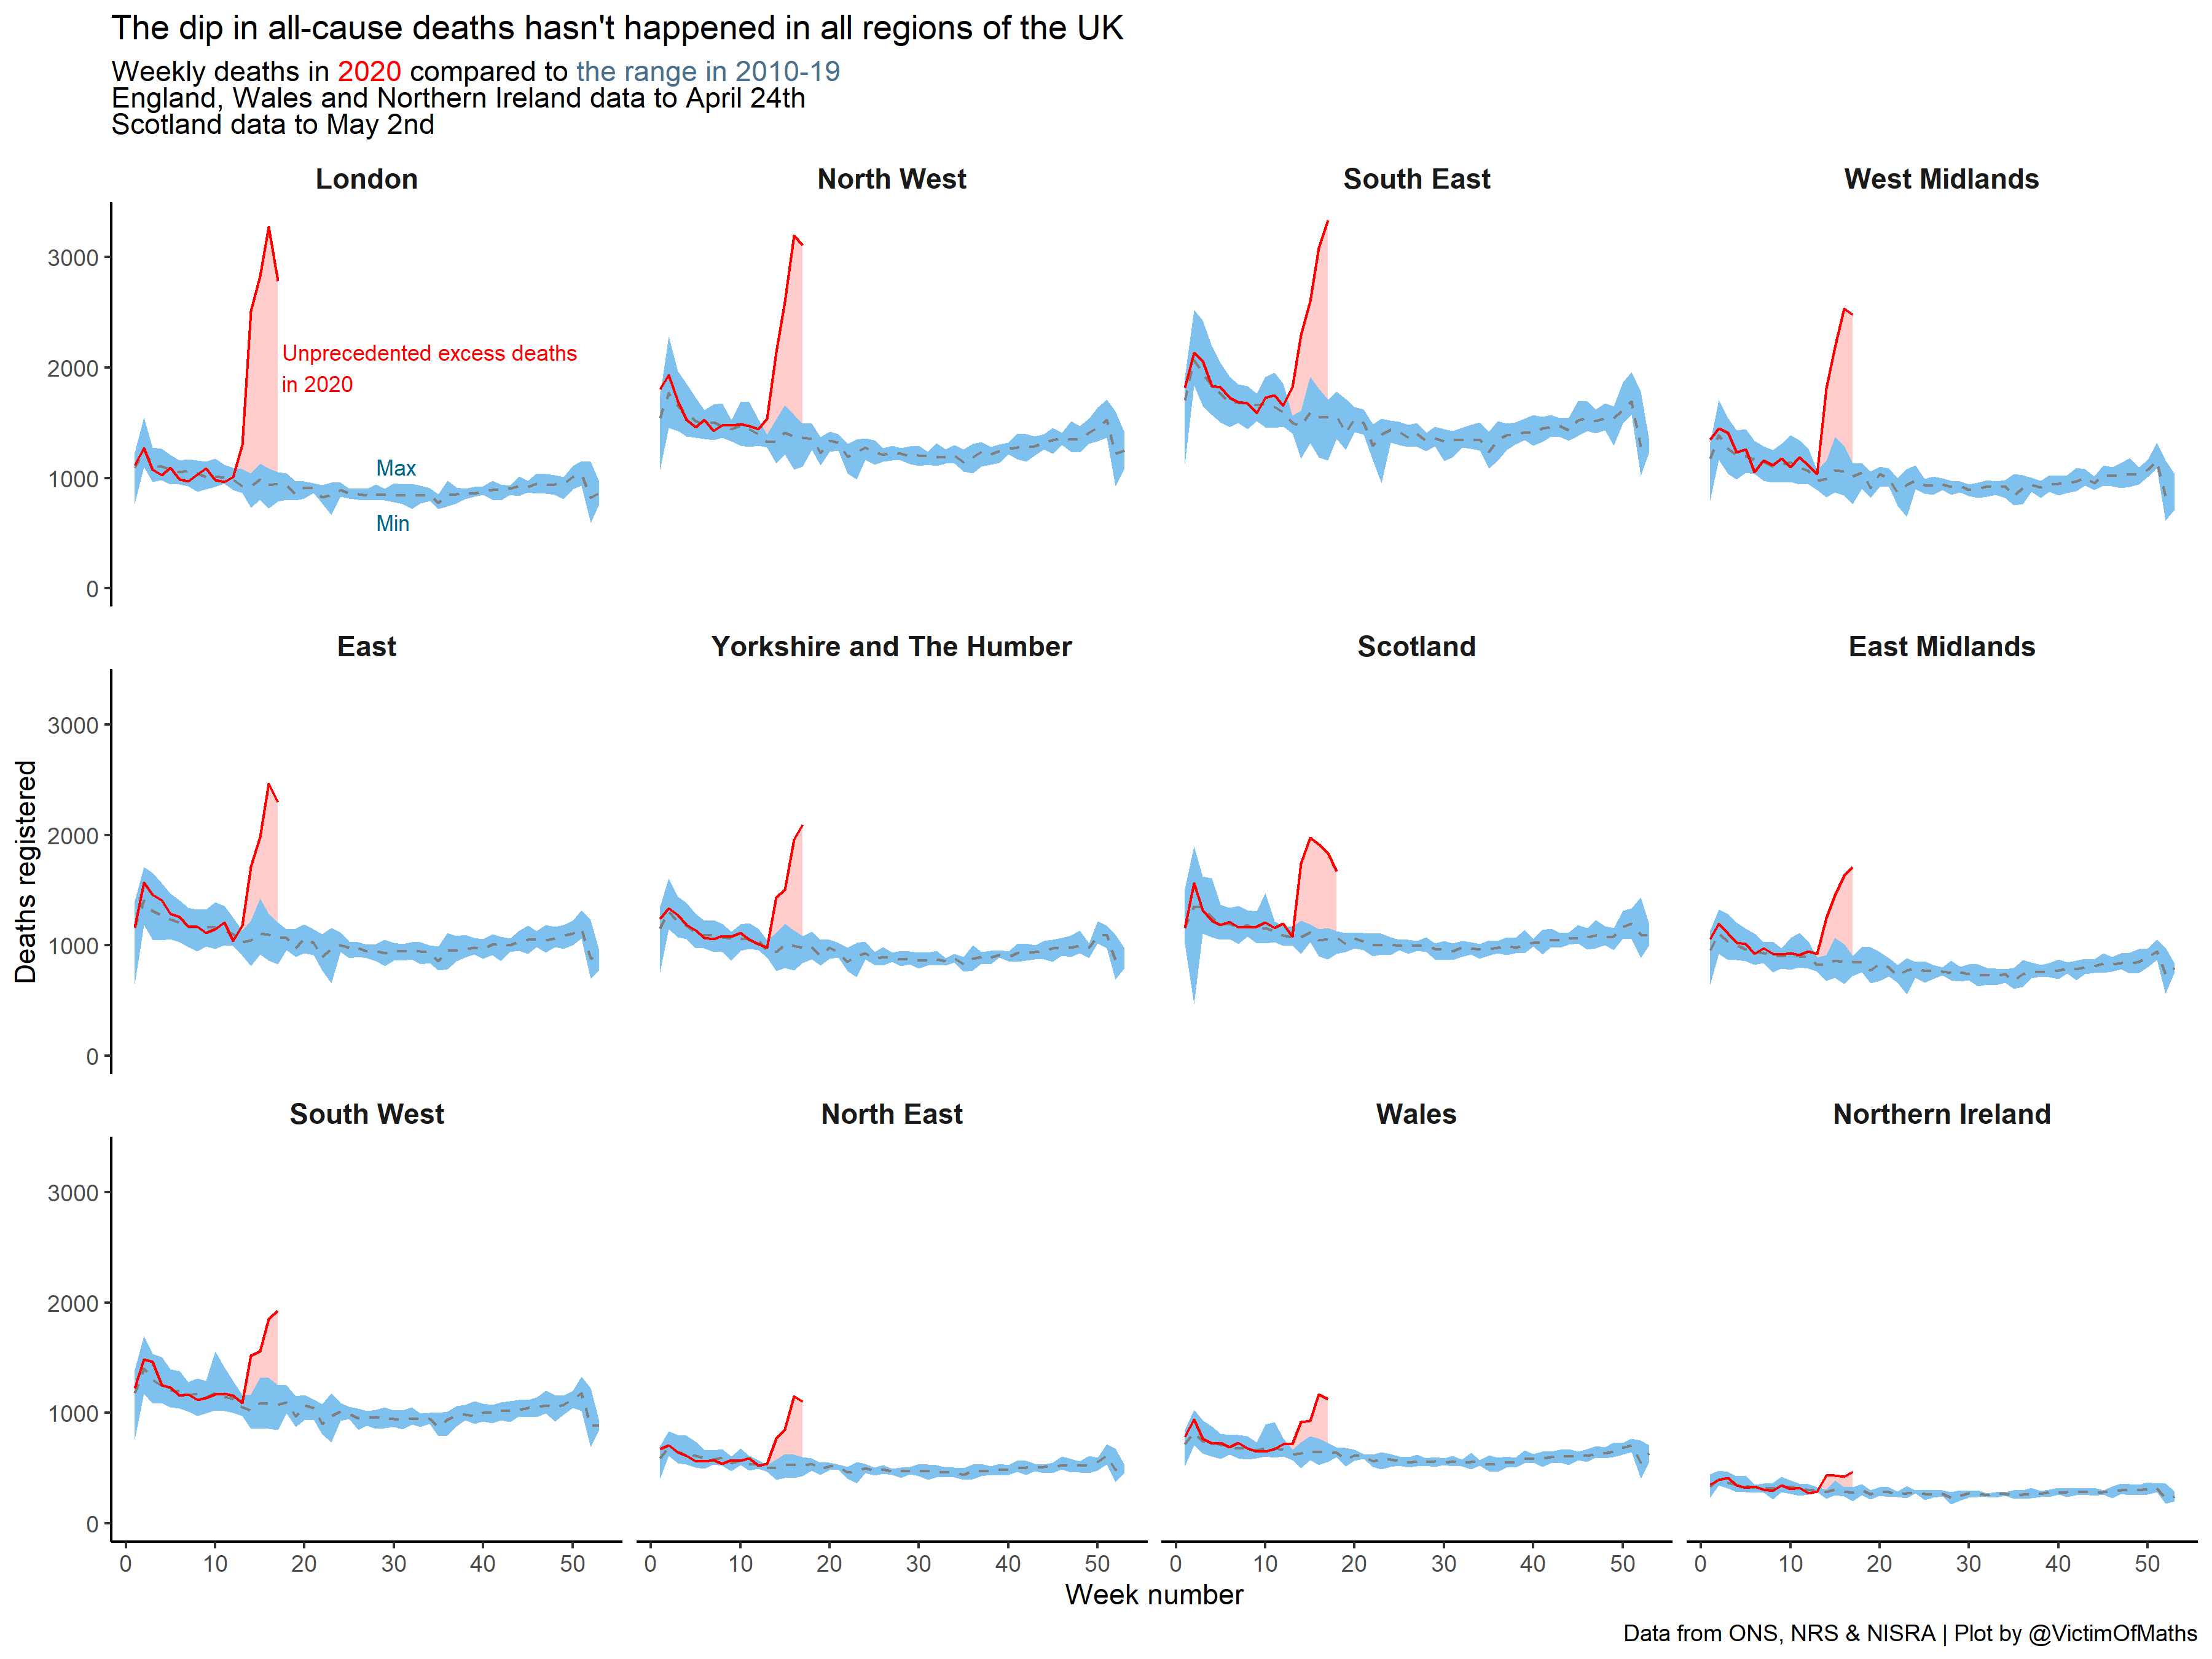 The dip in all-cause deaths hasn't happened in all regions of the UK
Weekly deaths in 2020 compared to the range in 2010-19
England, Wales and Northern Ireland data to April 24th
Scotland data to May 2nd
London
North West
South East
West Midlands
3000
2000
1000
0
Unprecedented excess deaths
in 2020
Max
Min
East
Yorkshire and The Humber
Scotland
East Midlands
3000
2000
1000
0
Deaths registered
South West
North East
Wales
Northern Ireland
3000
2000
1000
0
0 10 20 30 40 50
0 10 20 30 40 50
0 10 20 30 40 50
0 10 20 30 40 50
Week number
Data from ONS, NRS & NISRA | Plot by @VictimOfMaths